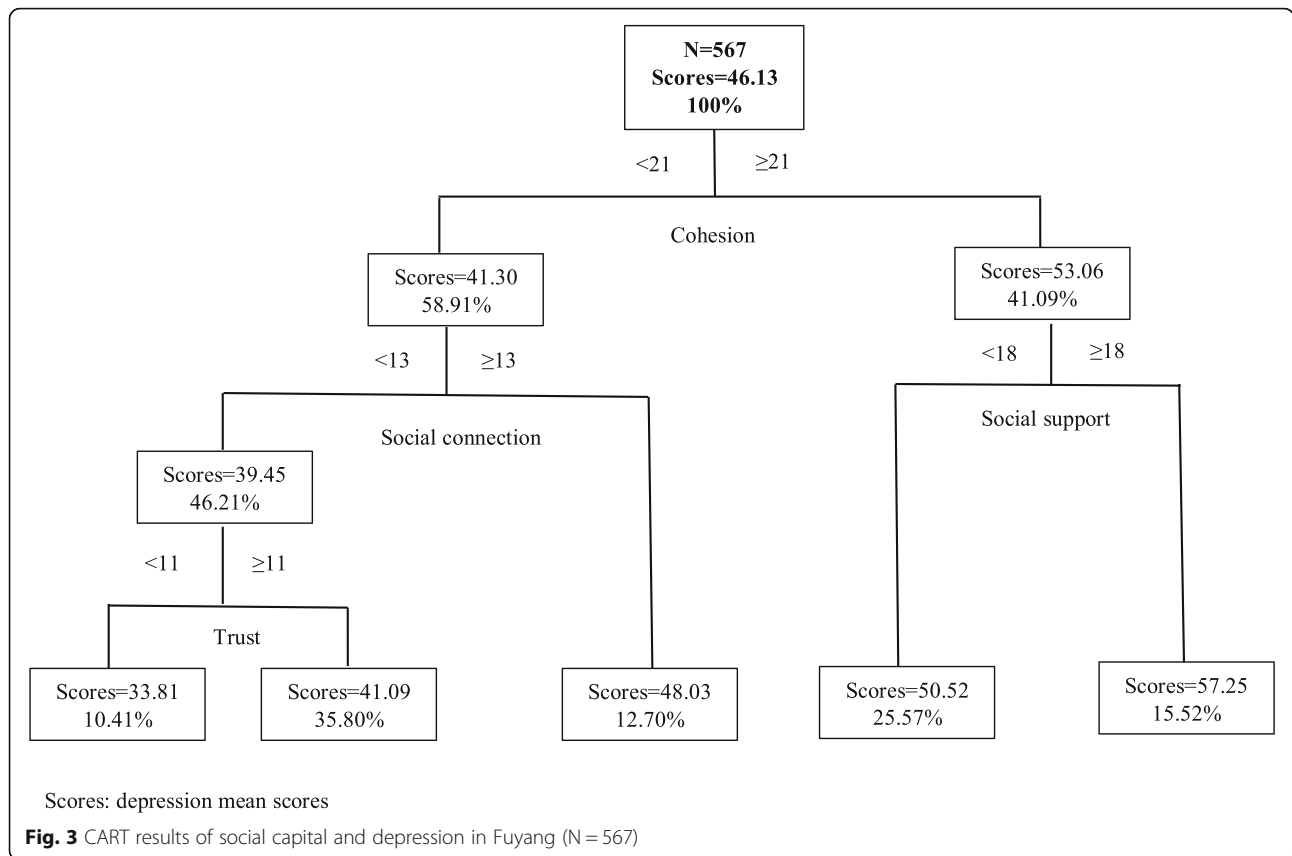 N=567
Scores=46.13
100%
<21 ≥21
Cohesion
Scores=41.30
58.91%
Scores=53.06
41.09%
<13 ≥13
<18 ≥18
Social connection
Social support
Scores=39.45
46.21%
<11 ≥11
Trust
Scores=33.81
10.41%
Scores=41.09
35.80%
Scores=48.03
12.70%
Scores=50.52
25.57%
Scores=57.25
15.52%
Scores: depression mean scores
Fig. 3 CART results of social capital and depression in Fuyang (N = 567)